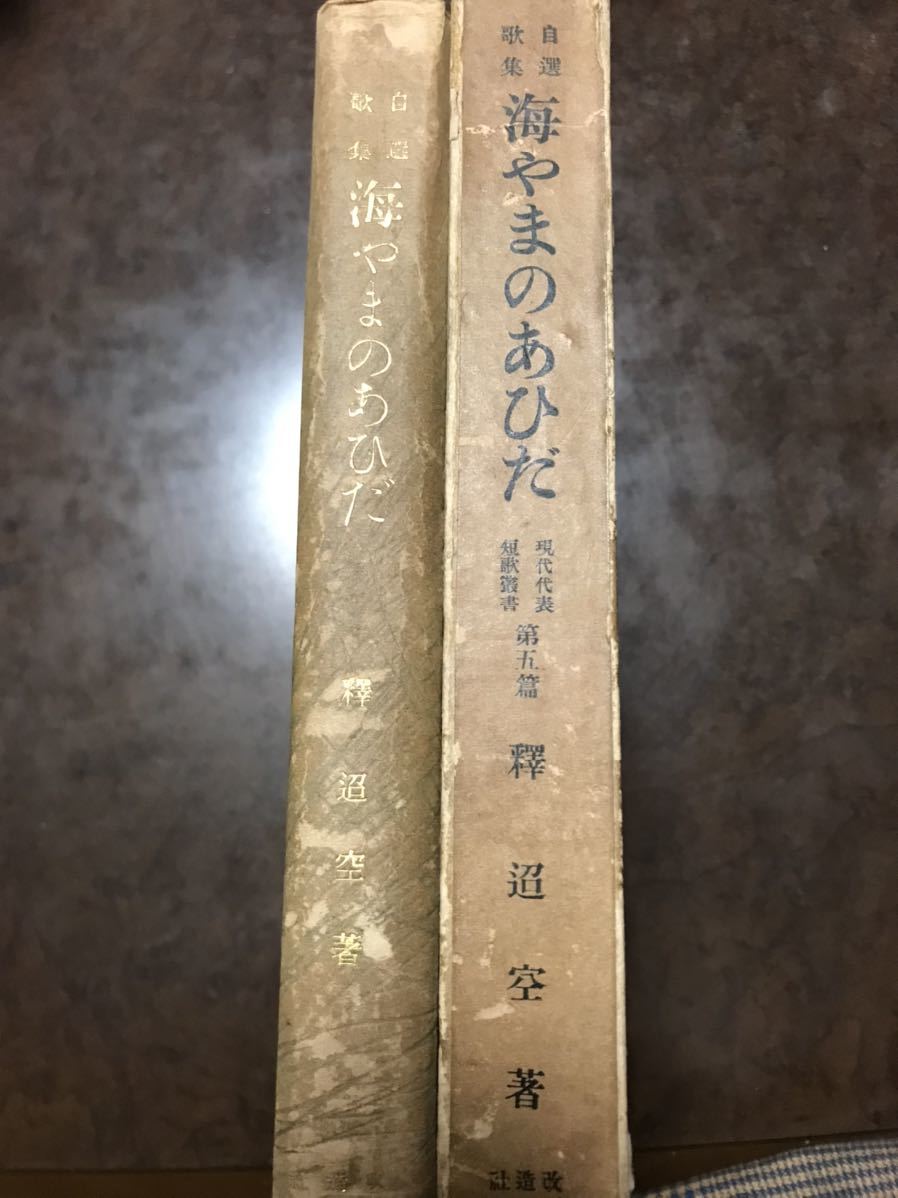 自選
歌集
海やまのあひだ
現代代表
短歌叢書
第五篇
釋迢空著
改造社
自選
歌集
海やまのあひだ
釋迢空著